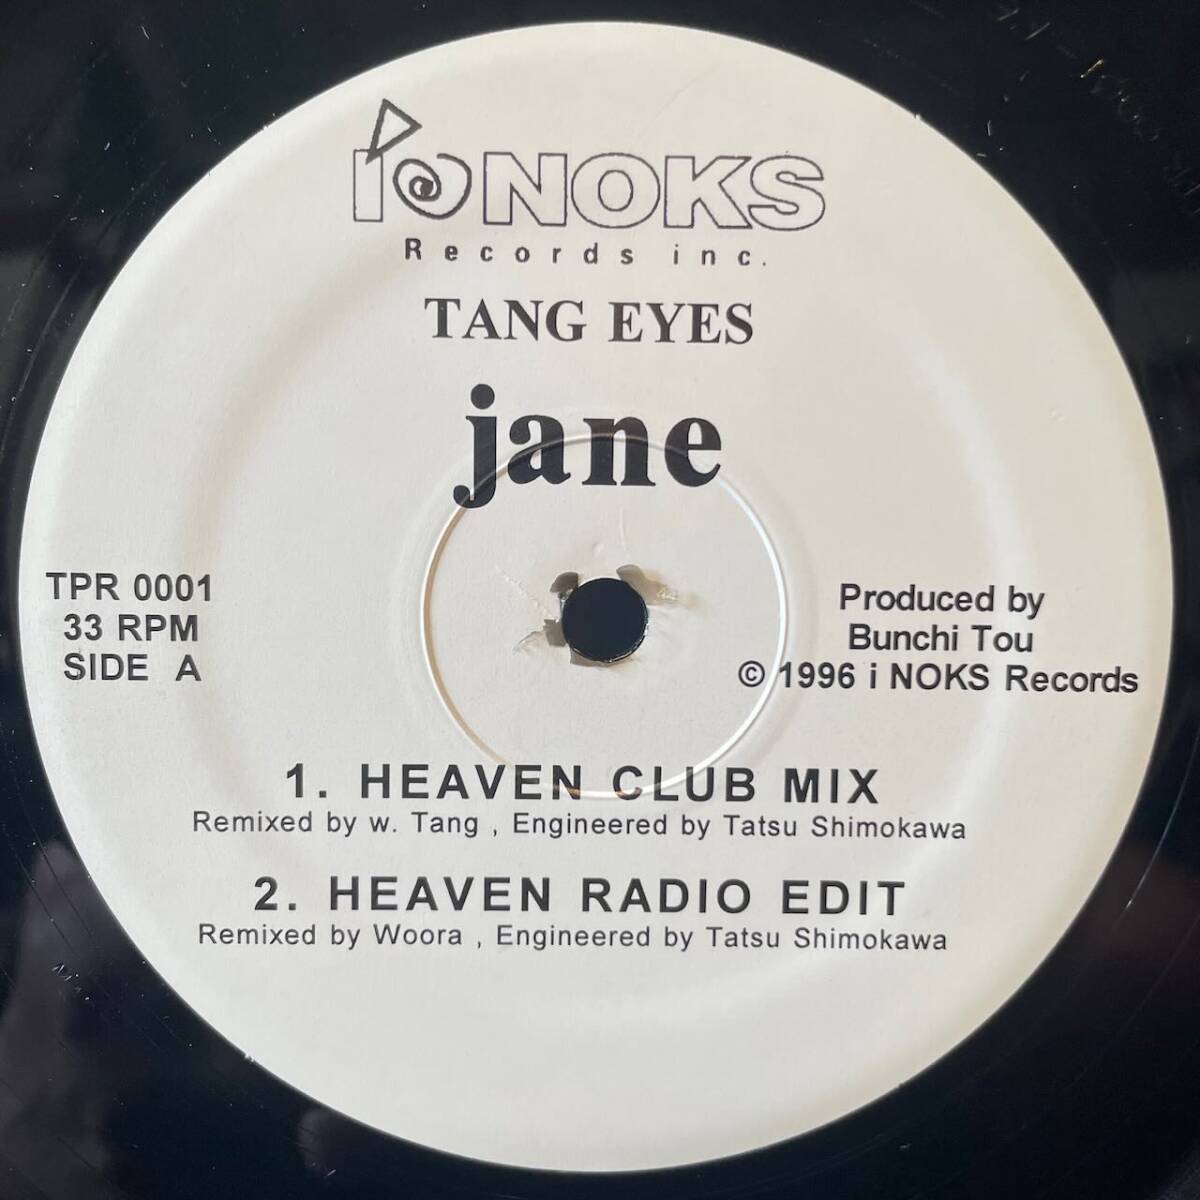 i NOKS
Records inc.
TANG EYES
jane
TPR 0001
33 RPM
SIDE A
Produced by
Bunchi Tou
© 1996 i NOKS Records
1. HEAVEN CLUB MIX
Remixed by w. Tang , Engineered by Tatsu Shimokawa
2. HEAVEN RADIO EDIT
Remixed by Woora , Engineered by Tatsu Shimokawa